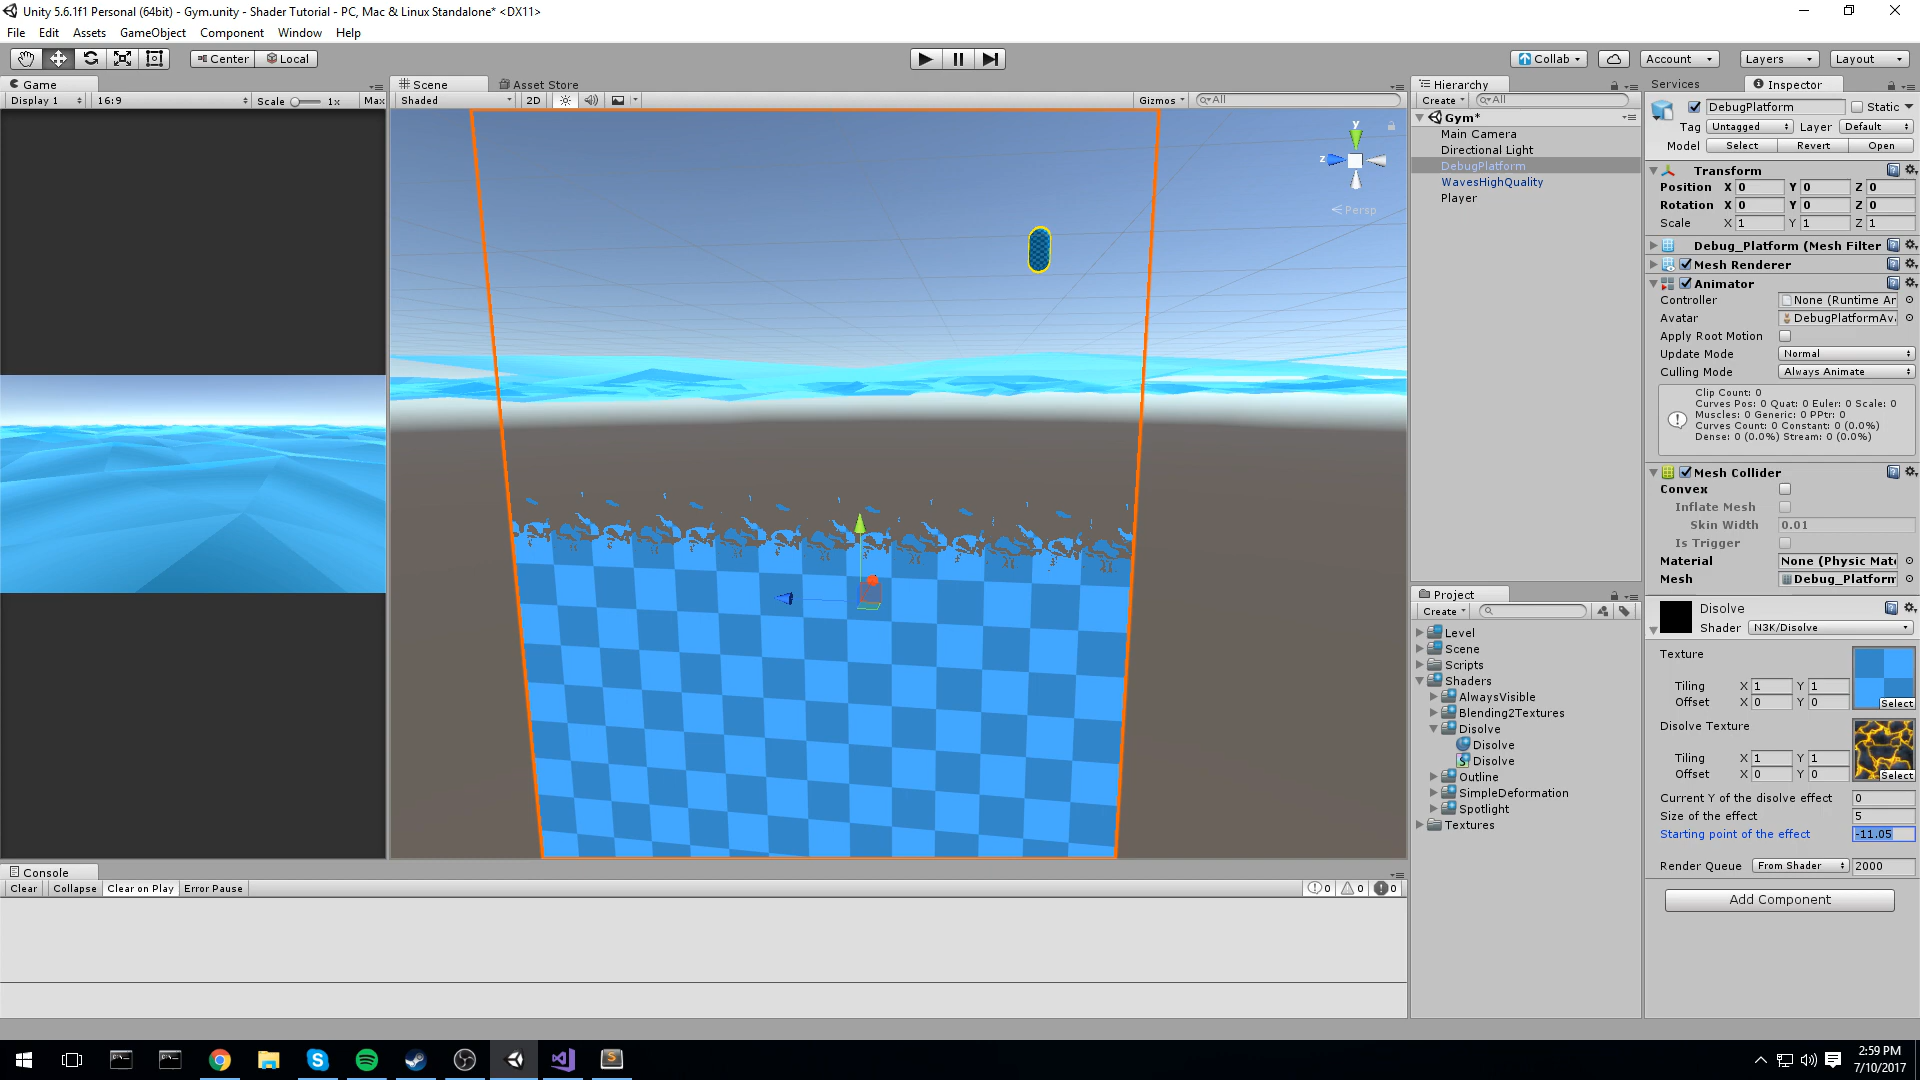 Unity 5.6.1f1 Personal (64bit) - Gym.unity - Shader Tutorial - PC, Mac & Linux Standalone* <DX11>
File Edit Assets GameObject Component Window Help
Center Local
Collab Account Layers Layout
Game
Display 1 16:9 Scale 1x Max
Scene Asset Store
Shaded 2D Gizmos All
y
z
Persp
Hierarchy
Create All
Gym*
Main Camera
Directional Light
DebugPlatform
WavesHighQuality
Player
Project
Create
Level
Scene
Scripts
Shaders
AlwaysVisible
Blending2Textures
Disolve
Disolve
Disolve
Outline
SimpleDeformation
Spotlight
Textures
Services Inspector
DebugPlatform Static
Tag Untagged Layer Default
Model Select Revert Open
Transform
Position X 0 Y 0 Z 0
Rotation X 0 Y 0 Z 0
Scale X 1 Y 1 Z 1
Debug_Platform (Mesh Filter
Mesh Renderer
Animator
Controller None (Runtime Ar
Avatar DebugPlatformAv
Apply Root Motion
Update Mode Normal
Culling Mode Always Animate
Clip Count: 0
Curves Pos: 0 Quat: 0 Euler: 0 Scale: 0
Muscles: 0 Generic: 0 PPtr: 0
Curves Count: 0 Constant: 0 (0.0%)
Dense: 0 (0.0%) Stream: 0 (0.0%)
Mesh Collider
Convex
Inflate Mesh
Skin Width 0.01
Is Trigger
Material None (Physic Mate
Mesh Debug_Platform
Disolve
Shader N3K/Disolve
Texture
Tiling X 1 Y 1
Offset X 0 Y 0
Select
Disolve Texture
Tiling X 1 Y 1
Offset X 0 Y 0
Select
Current Y of the disolve effect 0
Size of the effect 5
Starting point of the effect -11.05
Render Queue From Shader 2000
Add Component
Console
Clear Collapse Clear on Play Error Pause 0 0 0
2:59 PM
7/10/2017